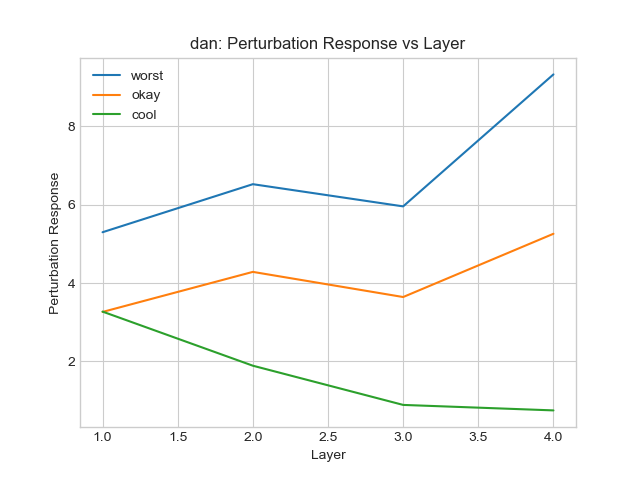 dan: Perturbation Response vs Layer
worst
okay
cool
Perturbation Response
8
6
4
2
1.0 1.5 2.0 2.5 3.0 3.5 4.0
Layer